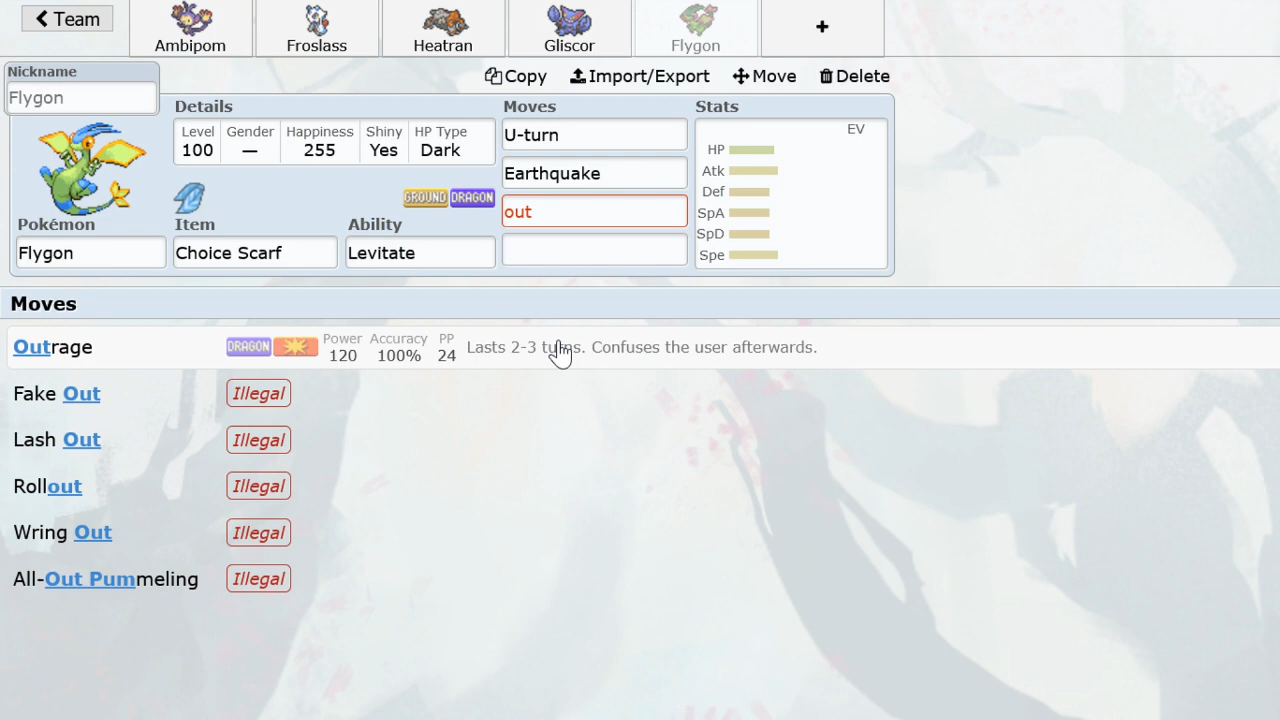 Team
Ambipom
Froslass
Heatran
Gliscor
Flygon
+
Nickname
Flygon
Copy
Import/Export
Move
Delete
Details
Moves
Stats
Level
100
Gender
—
Happiness
255
Shiny
Yes
HP Type
Dark
U-turn
Earthquake
out
EV
HP
Atk
Def
SpA
SpD
Spe
GROUND DRAGON
Pokémon
Flygon
Item
Choice Scarf
Ability
Levitate
Moves
Outrage DRAGON Power 120 Accuracy 100% PP 24 Lasts 2-3 turns. Confuses the user afterwards.
Fake Out Illegal
Lash Out Illegal
Rollout Illegal
Wring Out Illegal
All-Out Pummeling Illegal